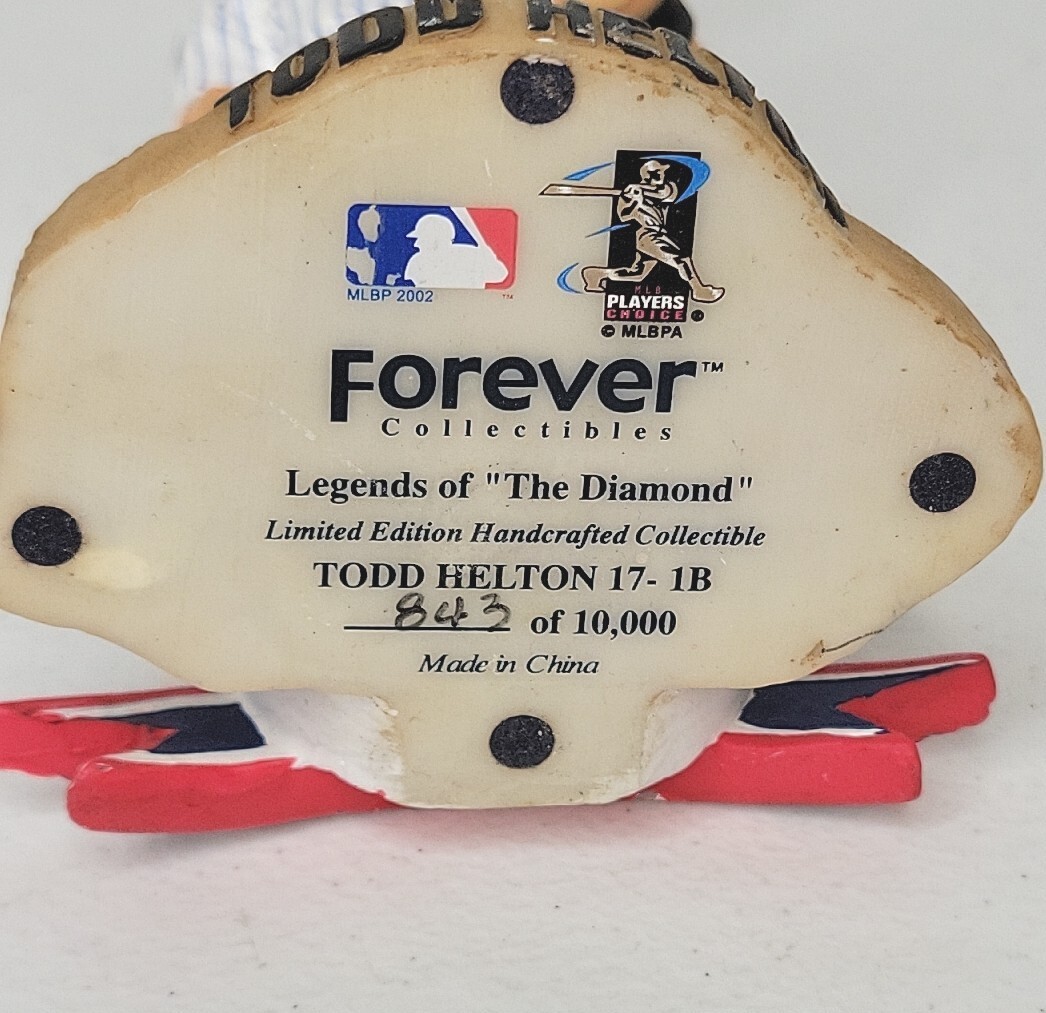 TODD HELTON
MLBP 2002 ™
MLB
PLAYERS
CHOICE ®
© MLBPA
Forever™
Collectibles
Legends of "The Diamond"
Limited Edition Handcrafted Collectible
TODD HELTON 17- 1B
843 of 10,000
Made in China